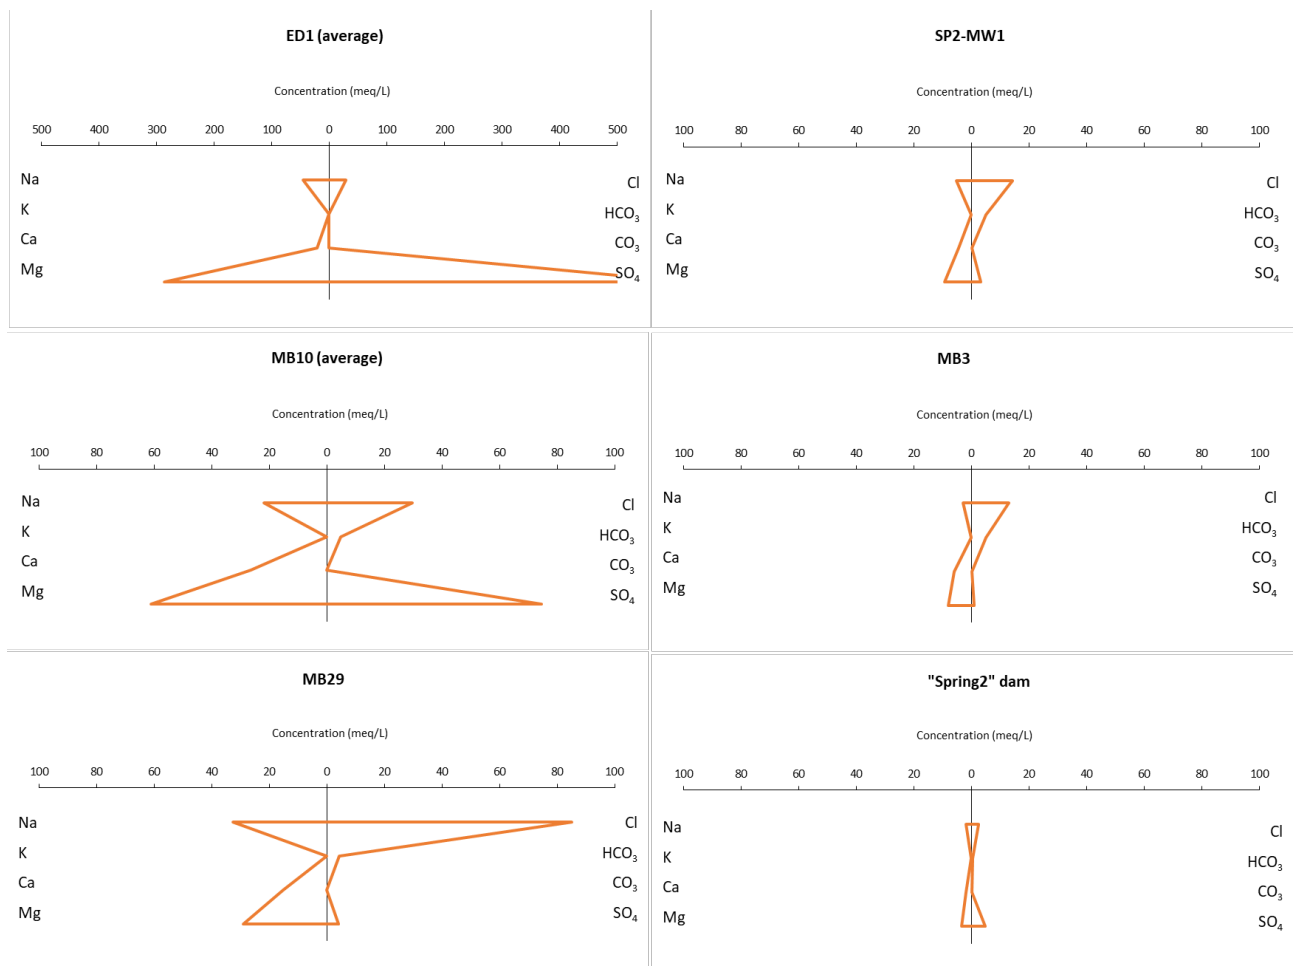 ED1 (average)
Concentration (meq/L)
500 400 300 200 100 0 100 200 300 400 500
Na
Cl
K
HCO₃
Ca
CO₃
Mg
SO₄
SP2-MW1
Concentration (meq/L)
100 80 60 40 20 0 20 40 60 80 100
Na
Cl
K
HCO₃
Ca
CO₃
Mg
SO₄
MB10 (average)
Concentration (meq/L)
100 80 60 40 20 0 20 40 60 80 100
Na
Cl
K
HCO₃
Ca
CO₃
Mg
SO₄
MB3
Concentration (meq/L)
100 80 60 40 20 0 20 40 60 80 100
Na
Cl
K
HCO₃
Ca
CO₃
Mg
SO₄
MB29
Concentration (meq/L)
100 80 60 40 20 0 20 40 60 80 100
Na
Cl
K
HCO₃
Ca
CO₃
Mg
SO₄
"Spring2" dam
Concentration (meq/L)
100 80 60 40 20 0 20 40 60 80 100
Na
Cl
K
HCO₃
Ca
CO₃
Mg
SO₄